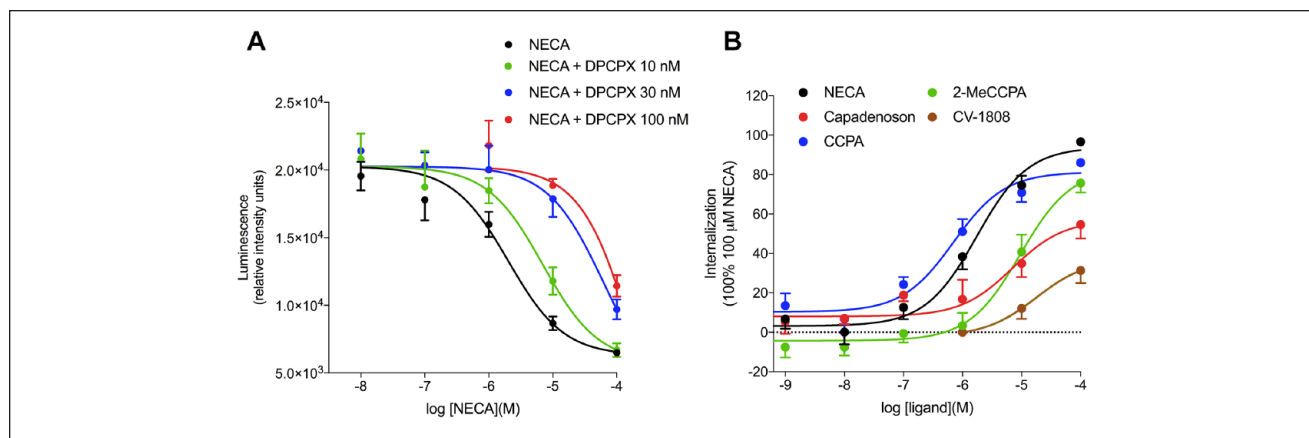 A
NECA
NECA + DPCPX 10 nM
NECA + DPCPX 30 nM
NECA + DPCPX 100 nM
2.5×10⁴
2.0×10⁴
1.5×10⁴
1.0×10⁴
5.0×10³
Luminescence
(relative intensity units)
-8 -7 -6 -5 -4
log [NECA](M)
B
NECA 2-MeCCPA
Capadenoson CV-1808
CCPA
120
100
80
60
40
20
0
-20
Internalization
(100% 100 μM NECA)
-9 -8 -7 -6 -5 -4
log [ligand](M)